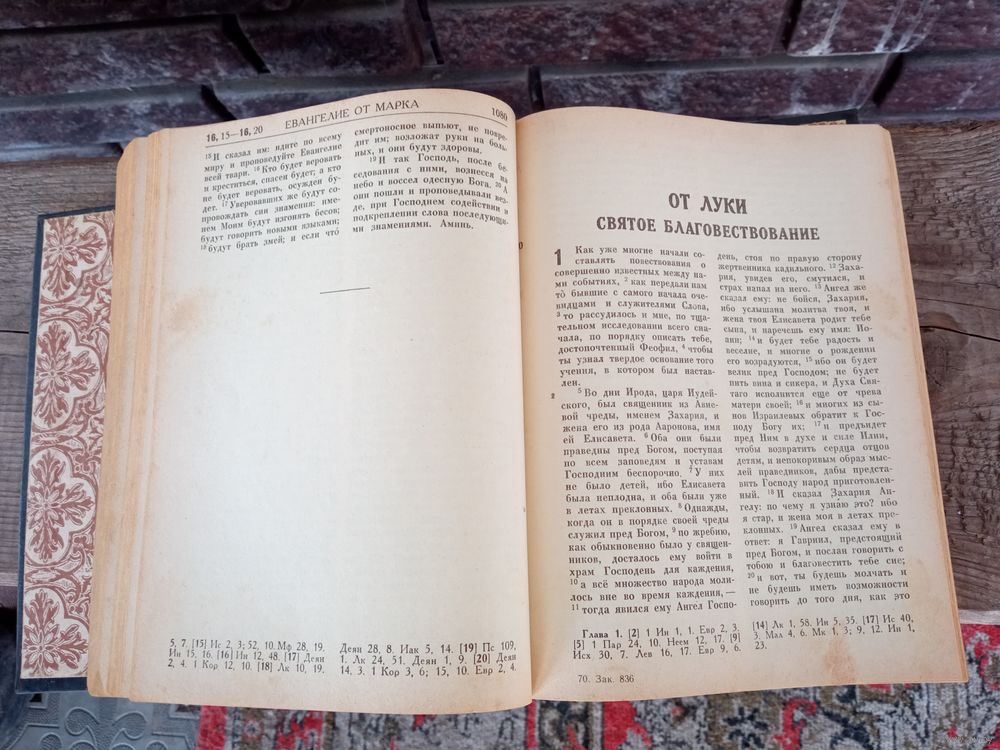 16, 15—16, 20 ЕВАНГЕЛИЕ ОТ МАРКА 1080
15 И сказал им: идите по всему
миру и проповедуйте Евангелие
всей твари. 16 Кто будет веровать
и креститься, спасен будет; а кто
не будет веровать, осужден бу-
дет. 17 Уверовавших же будут со-
провождать сии знамения: име-
нем Моим будут изгонять бесов;
будут говорить новыми языками;
18 будут брать змей; и если что́
смертоносное выпьют, не повре-
дит им; возложат руки на боль-
ных, и они будут здоровы.
19 И так Господь, после бе-
седования с ними, вознесся на
небо и воссел одесную Бога. 20 А
они пошли и проповедывали вез-
де, при Господнем содействии и
подкреплении слова последующи-
ми знамениями. Аминь.
5, 7. [15] Ис 2, 3; 52, 10. Мф 28, 19.
Ин 15, 16. [16] Ин 12, 48. [17] Деян
2, 4. 1 Кор 12, 10. [18] Лк 10, 19.
Деян 28, 8. Иак 5, 14. [19] Пс 109,
1. Лк 24, 51. Деян 1, 9. [20] Деян
14, 3. 1 Кор 3, 6; 15, 10. Евр 2, 4.
ОТ ЛУКИ
СВЯТОЕ БЛАГОВЕСТВОВАНИЕ
1 Как уже многие начали со-
ставлять повествования о
совершенно известных между на-
ми событиях, 2 как передали нам
то́ бывшие с самого начала оче-
видцами и служителями Слова,
3 то рассудилось и мне, по тща-
тельном исследовании всего сна-
чала, по порядку описать тебе,
достопочтенный Феофил, 4 чтобы
ты узнал твердое основание того
учения, в котором был настав-
лен.
2 5 Во дни Ирода, царя Иудей-
ского, был священник из Авие-
вой чреды, именем Захария, и
жена его из рода Ааронова, имя
ей Елисавета. 6 Оба они были
праведны пред Богом, поступая
по всем заповедям и уставам
Господним беспорочно. 7 У них
не было детей, ибо Елисавета
была неплодна, и оба были уже
в летах преклонных. 8 Однажды,
когда он в порядке своей чреды
служил пред Богом, 9 по жребию,
как обыкновенно было у священ-
ников, досталось ему войти в
храм Господень для каждения,
10 а всё множество народа моли-
лось вне во время каждения, —
11 тогда явился ему Ангел Госпо-
день, стоя по правую сторону
жертвенника кадильного. 12 Заха-
рия, увидев его, смутился, и
страх напал на него. 13 Ангел же
сказал ему: не бойся, Захария,
ибо услышана молитва твоя, и
жена твоя Елисавета родит тебе
сына, и наречешь ему имя: Ио-
анн; 14 и будет тебе радость и
веселие, и многие о рождении
его возрадуются, 15 ибо он будет
велик пред Господом; не будет
пить вина и сикера, и Духа Свя-
таго исполнится еще от чрева
матери своей; 16 и многих из сы-
нов Израилевых обратит к Гос-
поду Богу их; 17 и предъидет
пред Ним в духе и силе Илии,
чтобы возвратить сердца отцов
детям, и непокоривым образ мыс-
лей праведников, дабы предста-
вить Господу народ приготовлен-
ный. 18 И сказал Захария Ан-
гелу: по чему я узна́ю это? ибо
я стар, и жена моя в летах пре-
клонных. 19 Ангел сказал ему в
ответ: я Гавриил, предстоящий
пред Богом, и послан говорить с
тобою и благовестить тебе сие;
20 и вот, ты будешь молчать и
не будешь иметь возможности
говорить до того дня, как это
Глава 1. [2] 1 Ин 1, 1. Евр 2, 3.
[5] 1 Пар 24, 10. Неем 12, 17. [9]
Исх 30, 7. Лев 16, 17. Евр 9, 6.
[14] Лк 1, 58. Ин 5, 35. [17] Ис 40,
3. Мал 4, 6. Мк 1, 3; 9, 12. Ин 1,
23.
70. Зак. 836